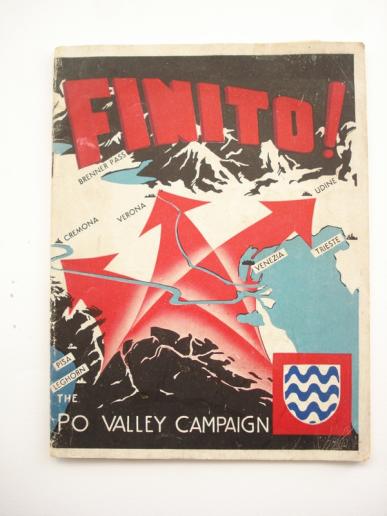 FINITO!
BRENNER PASS
UDINE
VERONA
CREMONA
TRIESTE
VENEZIA
PISA
LEGHORN
THE
PO VALLEY CAMPAIGN